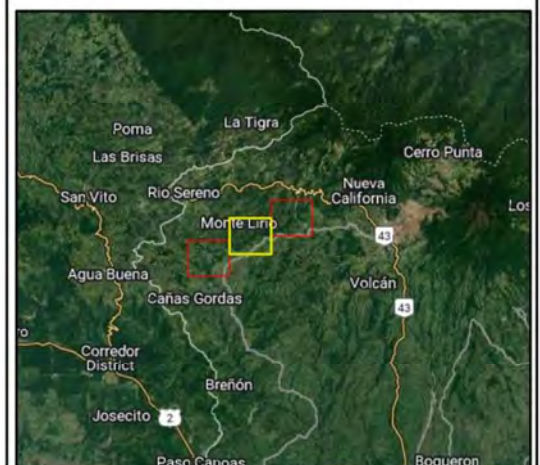 La Tigra
Poma
Las Brisas
Cerro Punta
San Vito
Rio Sereno
Nueva
California
Los
Monte Lirio
43
Agua Buena
Volcán
Cañas Gordas
43
Corredor
District
Breñón
Josecito
2
Paso Canoas
Boqueron